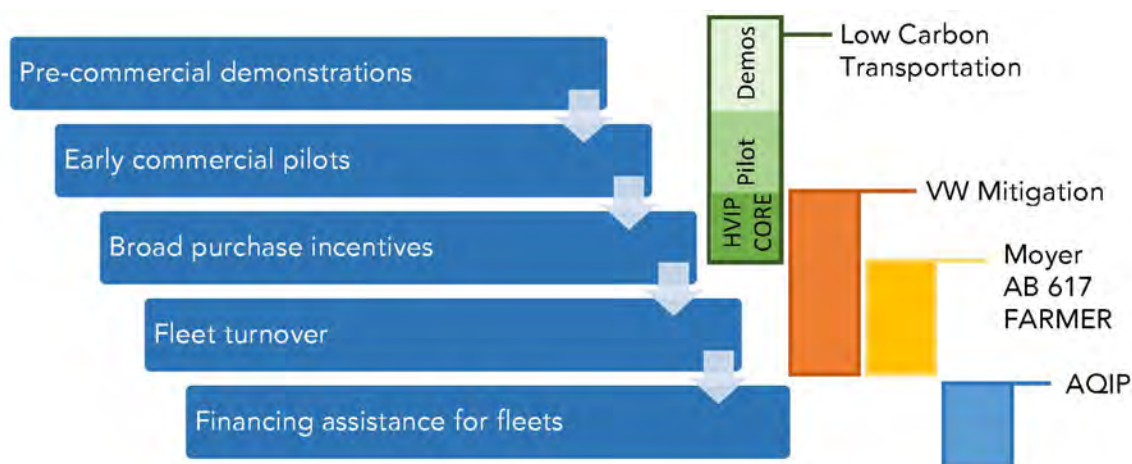 Pre-commercial demonstrations
Early commercial pilots
Broad purchase incentives
Fleet turnover
Financing assistance for fleets
Demos
Pilot
HVIP
CORE
Low Carbon
Transportation
VW Mitigation
Moyer
AB 617
FARMER
AQIP